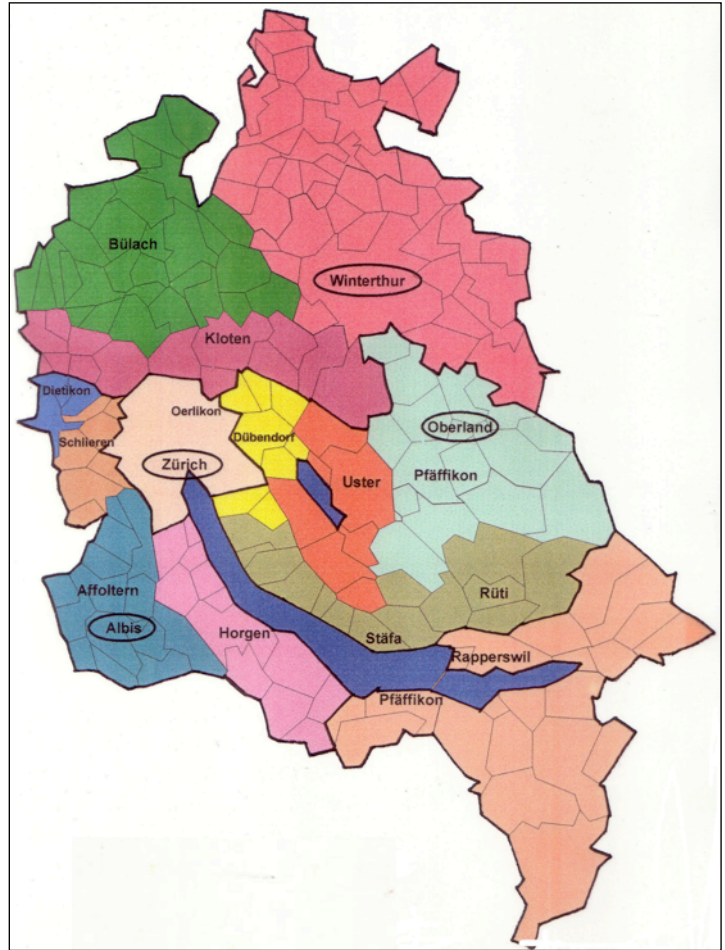 Bülach
Winterthur
Kloten
Dietikon
Oerlikon
Schlieren
Dübendorf
Oberland
Zürich
Uster
Pfäffikon
Affoltern
Rüti
Albis
Horgen
Stäfa
Rapperswil
Pfäffikon